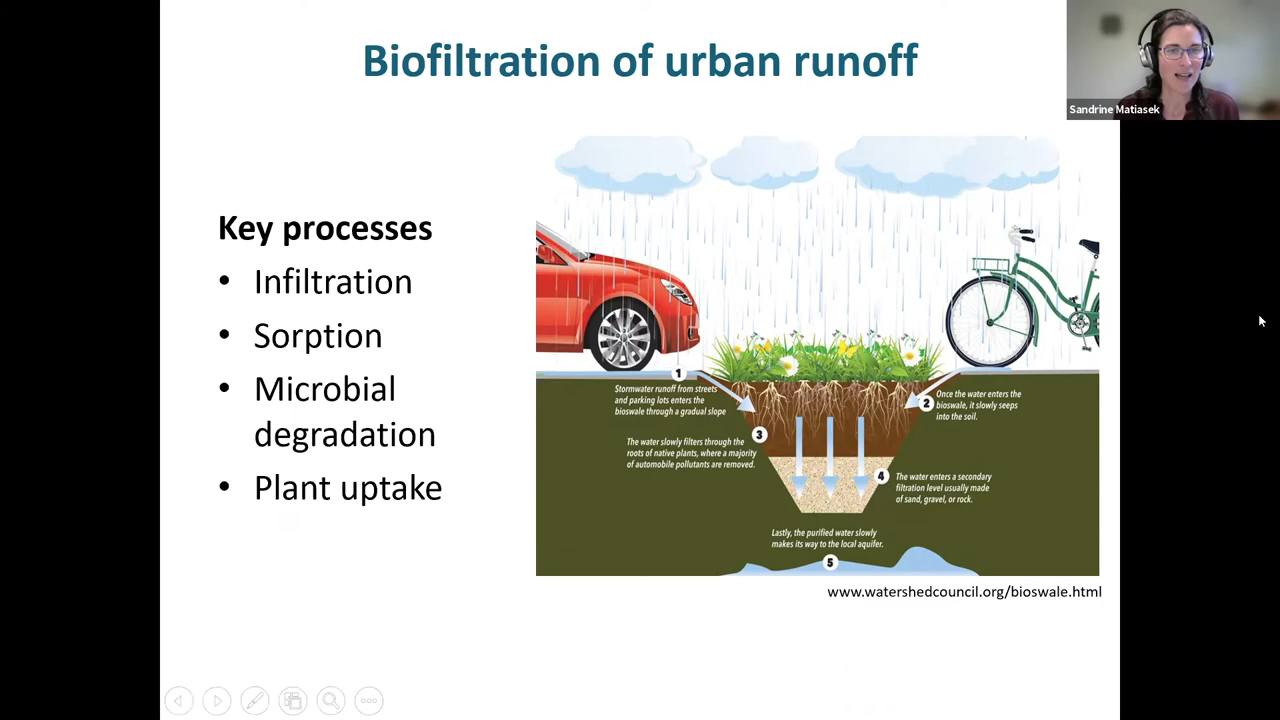 Biofiltration of urban runoff
Sandrine Matiasek
Key processes
• Infiltration
• Sorption
• Microbial
degradation
• Plant uptake
1
Stormwater runoff from streets
and parking lots enters the
bioswale through a gradual slope
2
Once the water enters the
bioswale, it slowly seeps
into the soil.
3
The water slowly filters through the
roots of native plants, where a majority
of automobile pollutants are removed.
4
The water enters a secondary
filtration level usually made
of sand, gravel, or rock.
Lastly, the purified water slowly
makes its way to the local aquifer.
5
www.watershedcouncil.org/bioswale.html